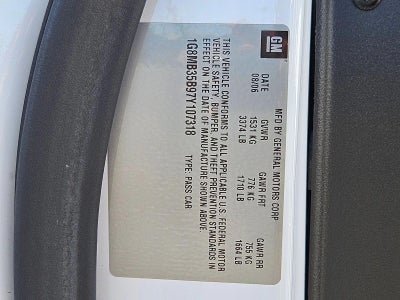 GM
MFD BY GENERAL MOTORS CORP
DATE GVWR GAWR FRT GAWR RR
08/06 1531 KG 776 KG 755 KG
3374 LB 1710 LB 1664 LB
THIS VEHICLE CONFORMS TO ALL APPLICABLE U.S. FEDERAL MOTOR
VEHICLE SAFETY, BUMPER, AND THEFT PREVENTION STANDARDS IN
EFFECT ON THE DATE OF MANUFACTURE SHOWN ABOVE.
1G8MB35B97Y107318 TYPE: PASS CAR